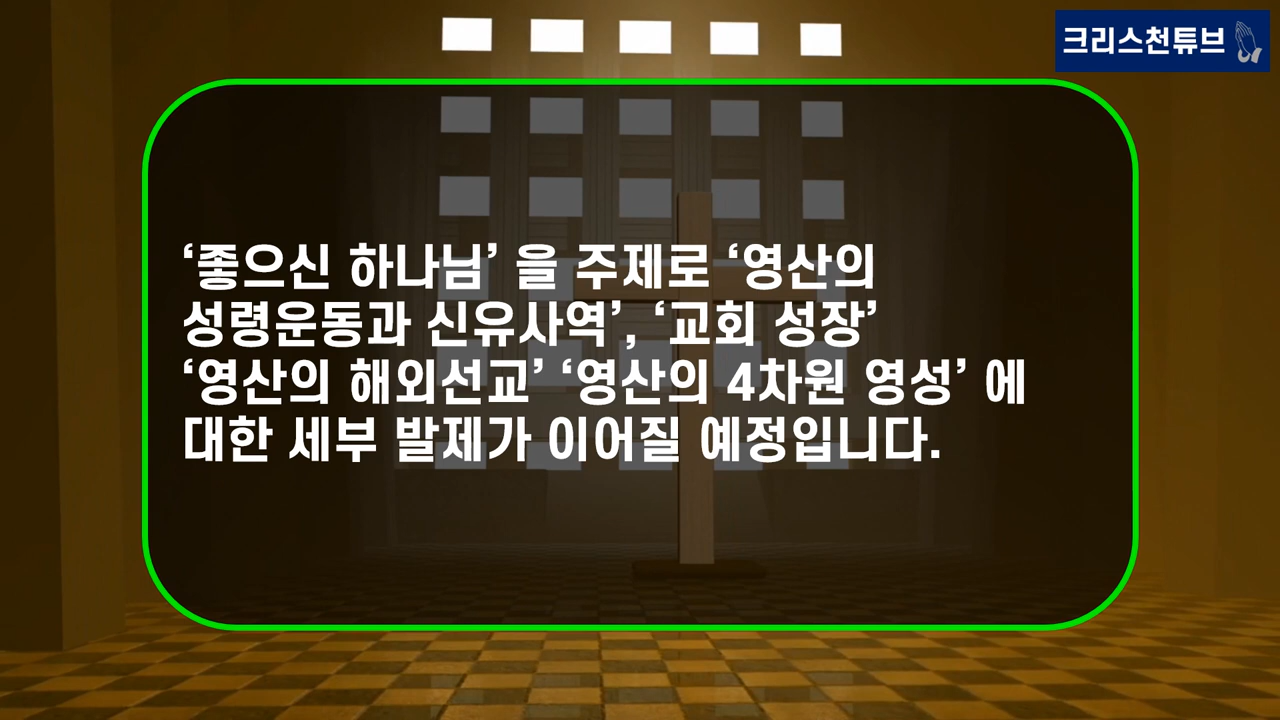 크리스천튜브
‘좋으신 하나님’ 을 주제로 ‘영산의
성령운동과 신유사역’, ‘교회 성장’
‘영산의 해외선교’ ‘영산의 4차원 영성’ 에
대한 세부 발제가 이어질 예정입니다.